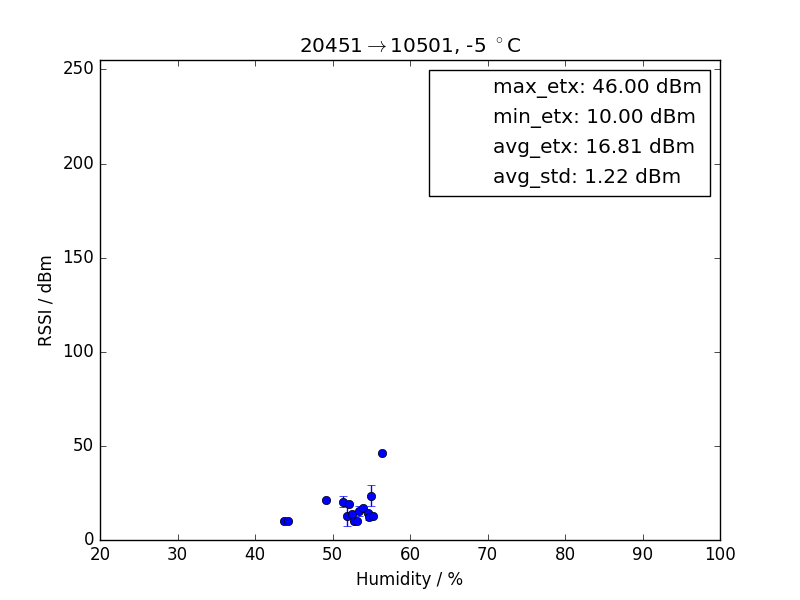 20451→10501, -5 °C
max_etx: 46.00 dBm
min_etx: 10.00 dBm
avg_etx: 16.81 dBm
avg_std: 1.22 dBm
RSSI / dBm
250
200
150
100
50
0
20 30 40 50 60 70 80 90 100
Humidity / %